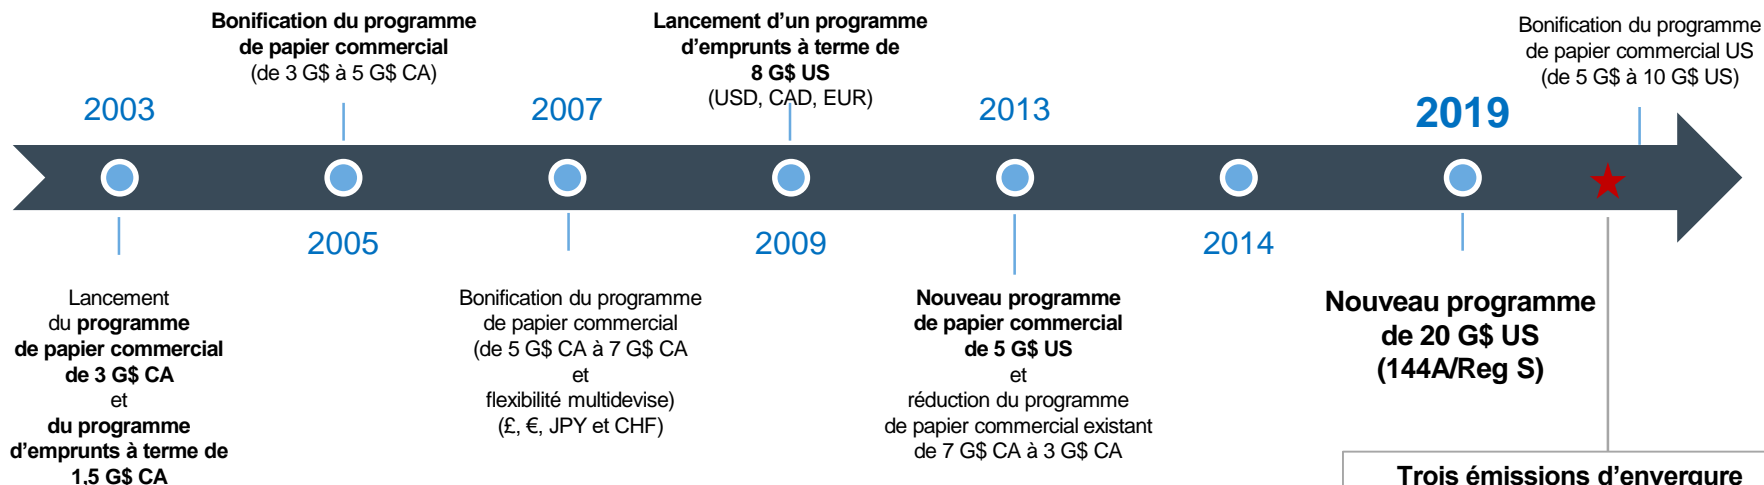 Bonification du programme
de papier commercial
(de 3 G$ à 5 G$ CA)
Lancement d'un programme
d'emprunts à terme de
8 G$ US
(USD, CAD, EUR)
Bonification du programme
de papier commercial US
(de 5 G$ à 10 G$ US)
2003
2007
2013
2019
2005
2009
2014
Lancement
du programme
de papier commercial
de 3 G$ CA
et
du programme
d'emprunts à terme de
1,5 G$ CA
Bonification du programme
de papier commercial
(de 5 G$ CA à 7 G$ CA
et
flexibilité multidevise)
(£, €, JPY et CHF)
Nouveau programme
de papier commercial
de 5 G$ US
et
réduction du programme
de papier commercial existant
de 7 G$ CA à 3 G$ CA
Nouveau programme
de 20 G$ US
(144A/Reg S)
Trois émissions d'envergure